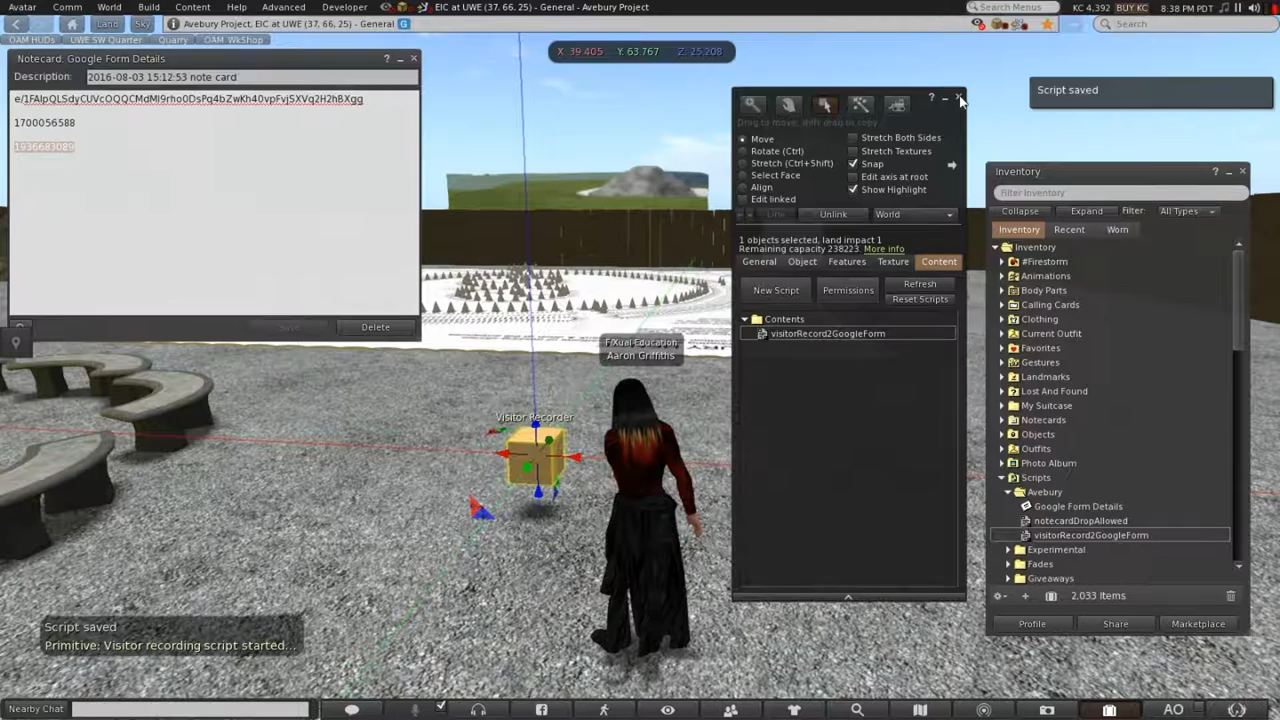 Avatar Comm World Build Content Help Advanced Developer EIC at UWE (37, 66, 25) - Avebury Project Search Menus KC 4,392 BUY KC 8:38 PM PDT
Land Sky Avebury Project, EIC at UWE (37, 66, 25) - General G Search
OAM HUDs UWE SW Quarter Quarry OAM WkShop
X: 39.405 Y: 63.767 Z: 25.208
Notecard: Google Form Details ? _ x
Description: 2016-08-03 15:12:53 note card
e/1FAIpQLSdyCUVcOQQCMdMI9rho0DsPq4bZwKh40vpFvjSXVq2H2hBXgg
1700056588
1936683089
Save Delete
Drag to move, shift-drag to copy
Move
Rotate (Ctrl)
Stretch (Ctrl+Shift)
Select Face
Align
Edit linked
Stretch Both Sides
Stretch Textures
Snap
Edit axis at root
Show Highlight
Link Unlink World
1 objects selected, land impact 1
Remaining capacity 238223. More info
General Object Features Texture Content
New Script Permissions Refresh
Reset Scripts
Contents
visitorRecord2GoogleForm
Script saved
Inventory
Filter Inventory
Collapse Expand Filter: All Types
Inventory Recent Worn
Inventory
#Firestorm
Animations
Body Parts
Calling Cards
Clothing
Current Outfit
Favorites
Gestures
Landmarks
Lost And Found
My Suitcase
Notecards
Objects
Outfits
Photo Album
Scripts
Avebury
Google Form Details
notecardDropAllowed
visitorRecord2GoogleForm
Experimental
Fades
Giveaways
2,033 Items
Profile Share Marketplace
FiXual Education
Aaron Griffiths
Visitor Recorder
Script saved
Primitive: Visitor recording script started...
Nearby Chat
AO